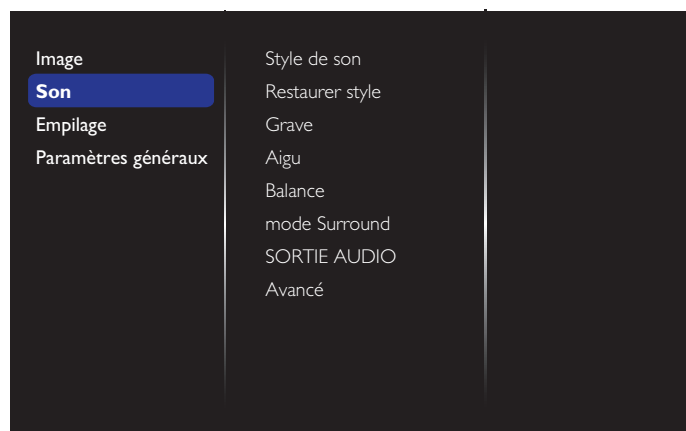 Image
Son
Empilage
Paramètres généraux
Style de son
Restaurer style
Grave
Aigu
Balance
mode Surround
SORTIE AUDIO
Avancé